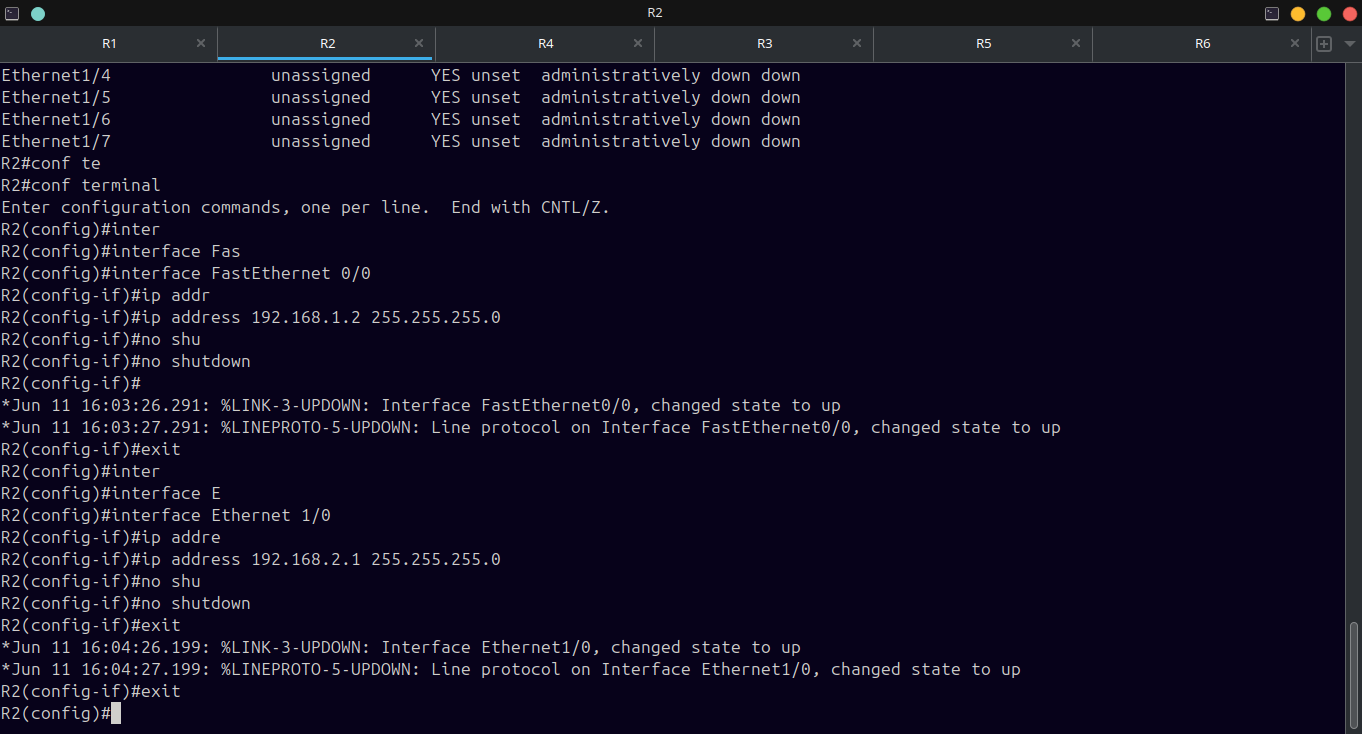 R2
R1 R2 R4 R3 R5 R6
Ethernet1/4                unassigned      YES unset  administratively down down
Ethernet1/5                unassigned      YES unset  administratively down down
Ethernet1/6                unassigned      YES unset  administratively down down
Ethernet1/7                unassigned      YES unset  administratively down down
R2#conf te
R2#conf terminal
Enter configuration commands, one per line.  End with CNTL/Z.
R2(config)#inter
R2(config)#interface Fas
R2(config)#interface FastEthernet 0/0
R2(config-if)#ip addr
R2(config-if)#ip address 192.168.1.2 255.255.255.0
R2(config-if)#no shu
R2(config-if)#no shutdown
R2(config-if)#
*Jun 11 16:03:26.291: %LINK-3-UPDOWN: Interface FastEthernet0/0, changed state to up
*Jun 11 16:03:27.291: %LINEPROTO-5-UPDOWN: Line protocol on Interface FastEthernet0/0, changed state to up
R2(config-if)#exit
R2(config)#inter
R2(config)#interface E
R2(config)#interface Ethernet 1/0
R2(config-if)#ip addre
R2(config-if)#ip address 192.168.2.1 255.255.255.0
R2(config-if)#no shu
R2(config-if)#no shutdown
R2(config-if)#exit
*Jun 11 16:04:26.199: %LINK-3-UPDOWN: Interface Ethernet1/0, changed state to up
*Jun 11 16:04:27.199: %LINEPROTO-5-UPDOWN: Line protocol on Interface Ethernet1/0, changed state to up
R2(config-if)#exit
R2(config)#